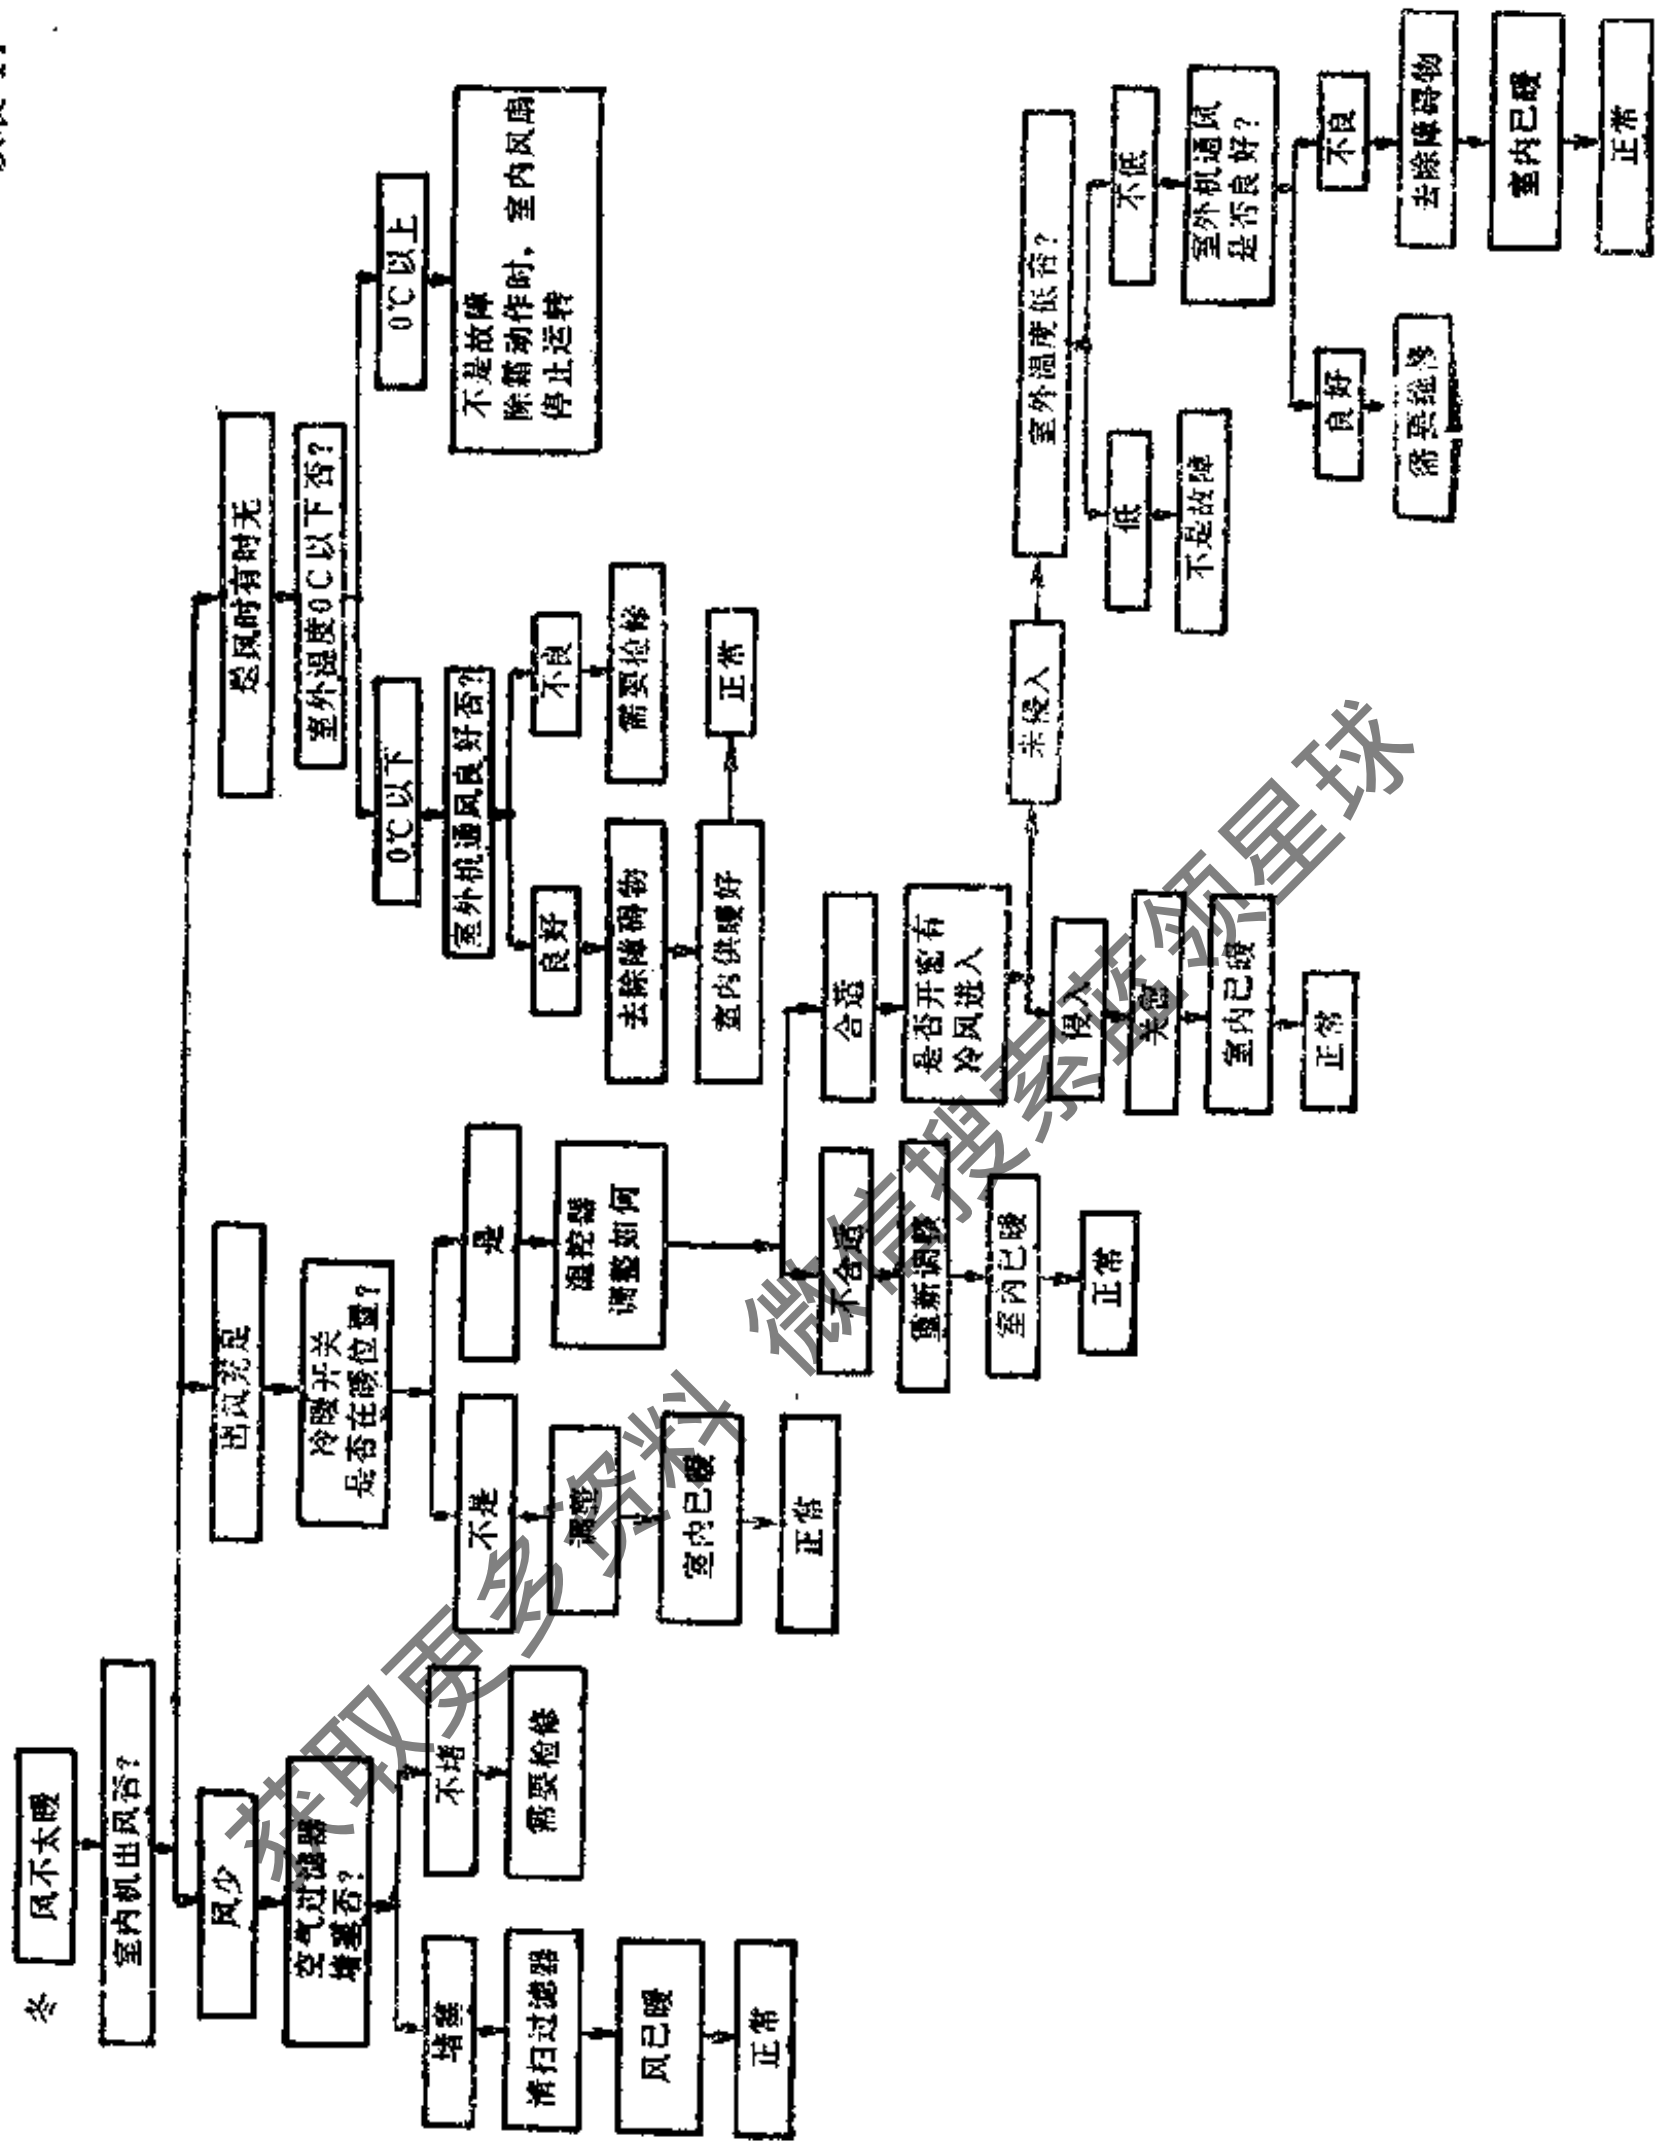 冬
风不太暖
室内机出风否?
风少
空气过滤器
堵塞否?
堵塞
清扫过滤器
风已暖
正常
不堵
需要检修
出风充足
冷暖开关
是否在暖位置?
不是
调整
室内已暖
正常
是
温控器
调整如何
不合适
重新调整
室内已暖
正常
合适
是否开窗有
冷风进入
侵入
关窗
室内已暖
正常
未侵入
室外温度低否?
低
不是故障
不低
室外机通风
是否良好?
良好
需要检修
不良
去除障碍物
室内已暖
正常
是风时有时无
室外温度0℃以下否?
0℃以下
室外机通风良好否?
良好
去除障碍物
室内供暖好
正常
不良
需要检修
0℃以上
不是故障
除霜动作时，室内风扇
停止运转
获取更多资料 微信搜索蓝领星球